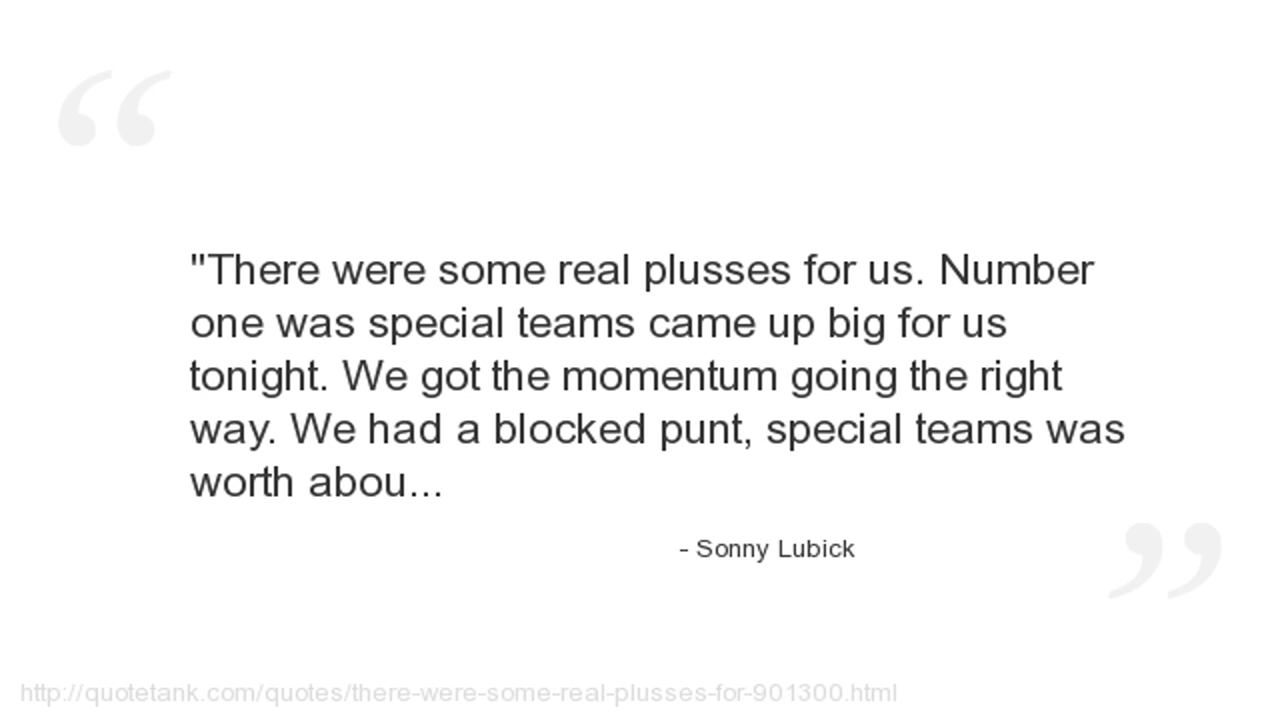 "There were some real plusses for us. Number
one was special teams came up big for us
tonight. We got the momentum going the right
way. We had a blocked punt, special teams was
worth abou...
- Sonny Lubick
http://quotetank.com/quotes/there-were-some-real-plusses-for-901300.html